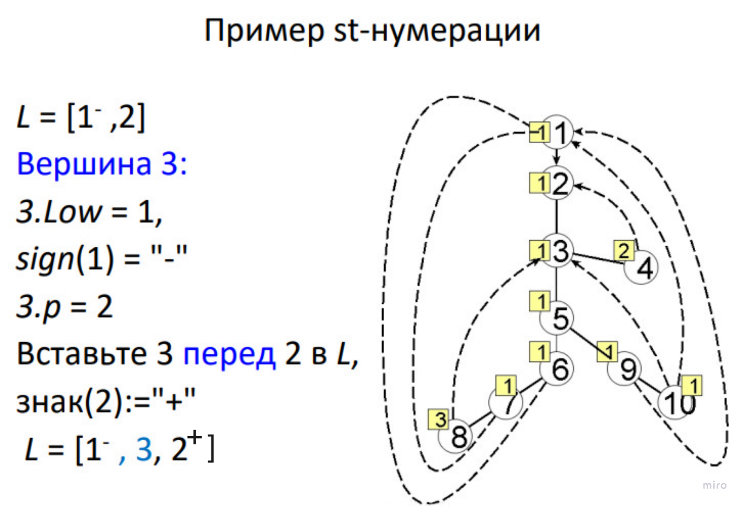 Пример st-нумерации
L = [1⁻ ,2]
Вершина 3:
3.Low = 1,
sign(1) = "-"
3.p = 2
Вставьте 3 перед 2 в L,
знак(2):="+"
L = [1⁻ , 3, 2⁺]
-1 1
1 2
1 3
2 4
1 5
1 6
1 9
1 7
1 10
3 8
miro